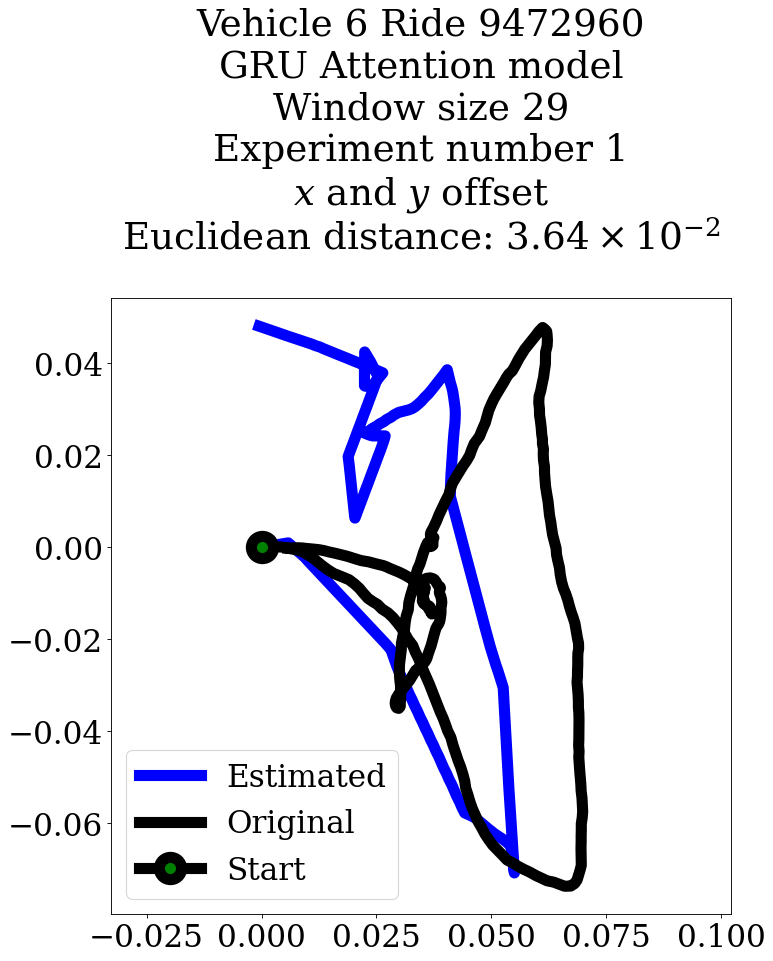 Vehicle 6 Ride 9472960
GRU Attention model
Window size 29
Experiment number 1
x and y offset
Euclidean distance: 3.64 × 10⁻²
0.04
0.02
0.00
−0.02
−0.04
−0.06
Estimated
Original
Start
−0.025 0.000 0.025 0.050 0.075 0.100